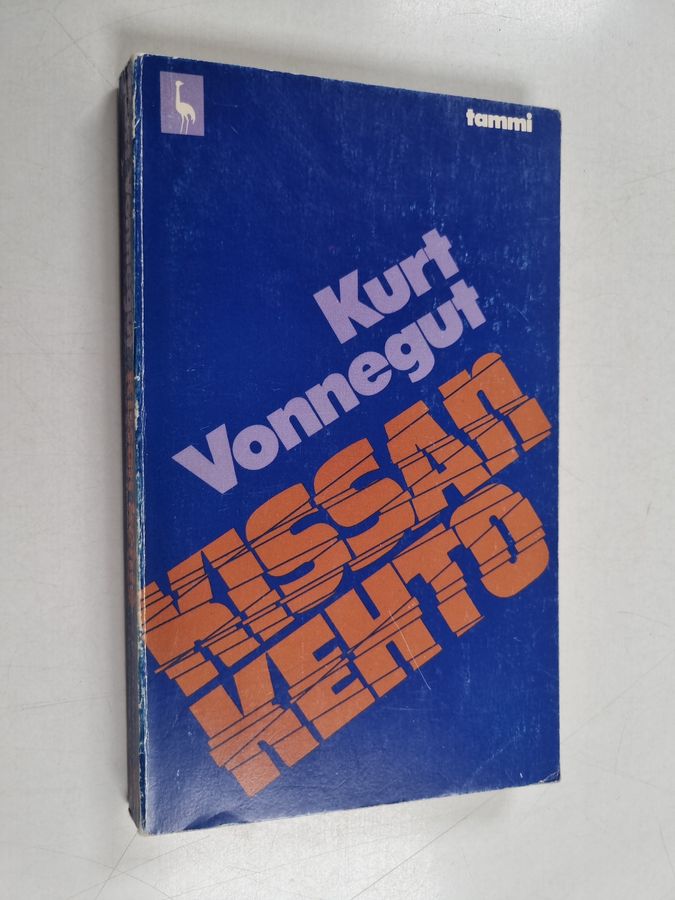 tammi
Kurt
Vonnegut
KISSAN
KEHTO